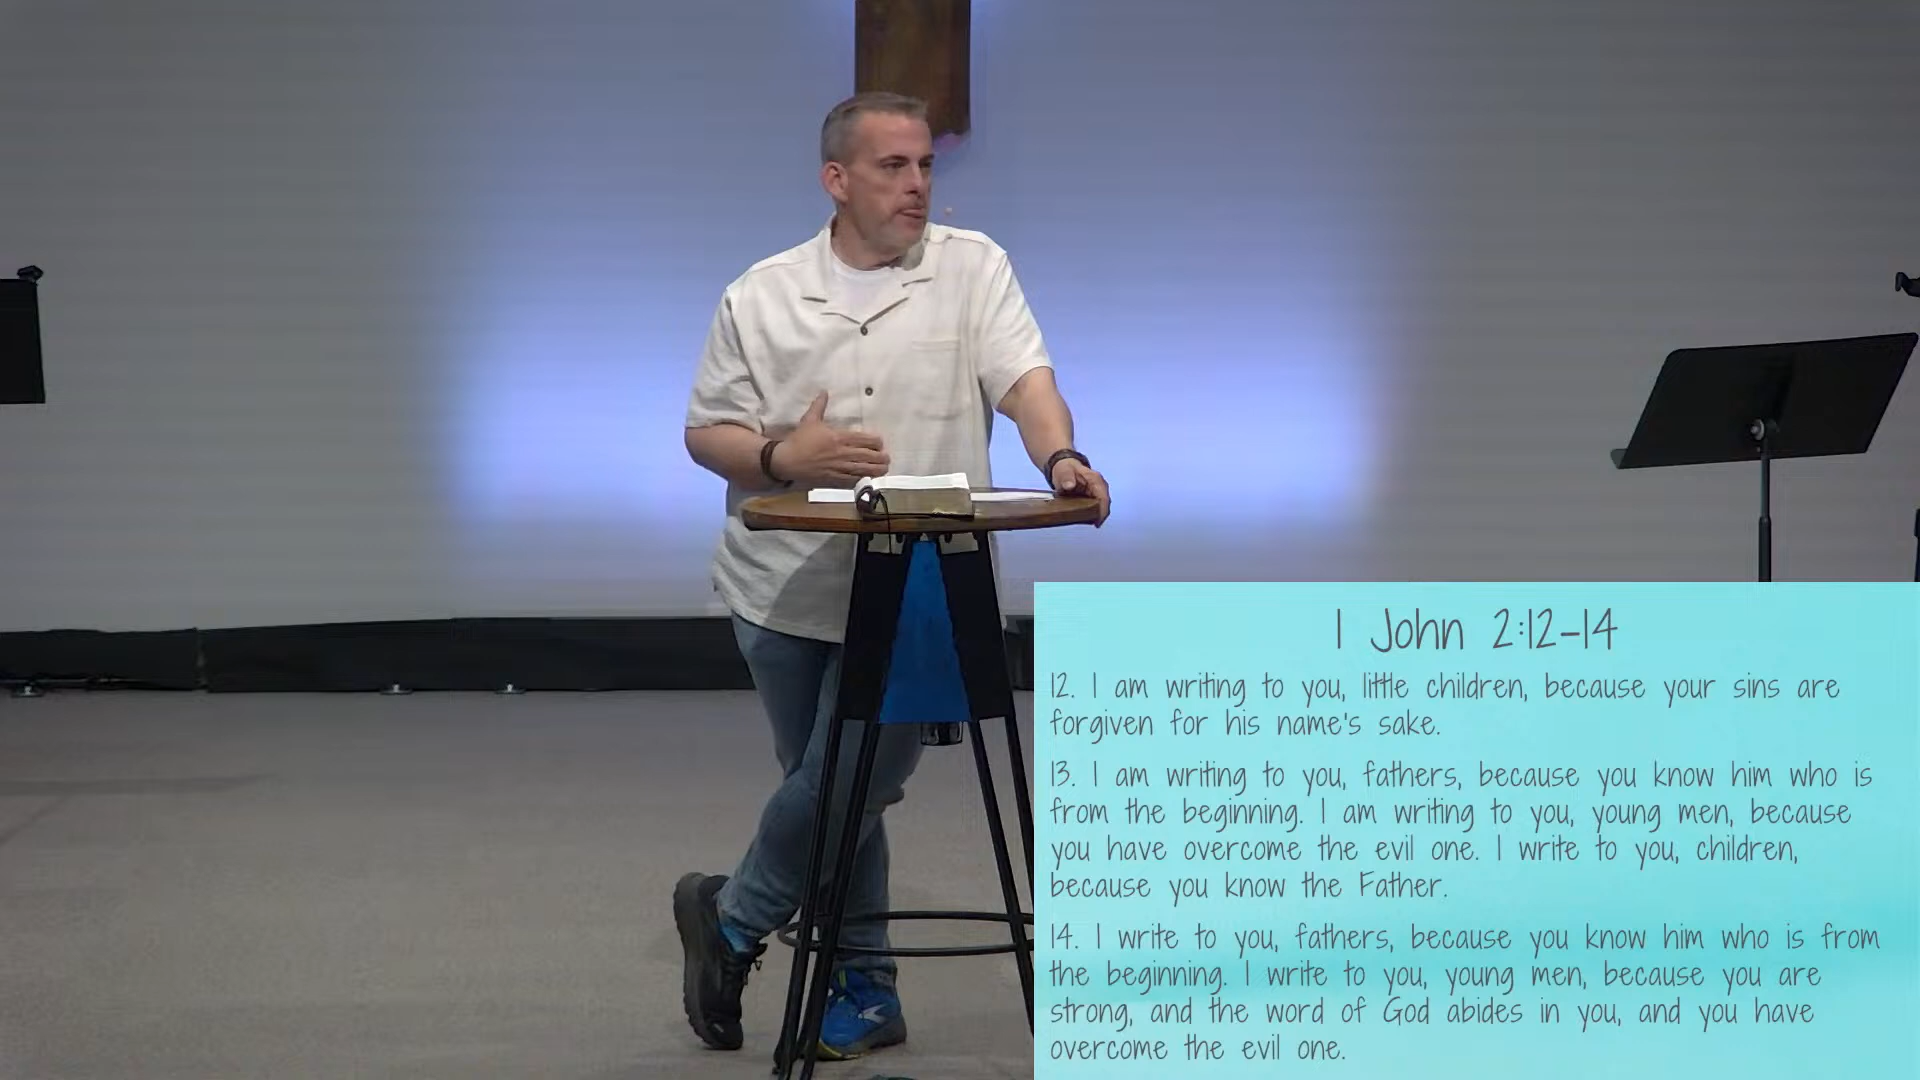 1 John 2:12-14
12. I am writing to you, little children, because your sins are
forgiven for his name's sake.
13. I am writing to you, fathers, because you know him who is
from the beginning. I am writing to you, young men, because
you have overcome the evil one. I write to you, children,
because you know the Father.
14. I write to you, fathers, because you know him who is from
the beginning. I write to you, young men, because you are
strong, and the word of God abides in you, and you have
overcome the evil one.